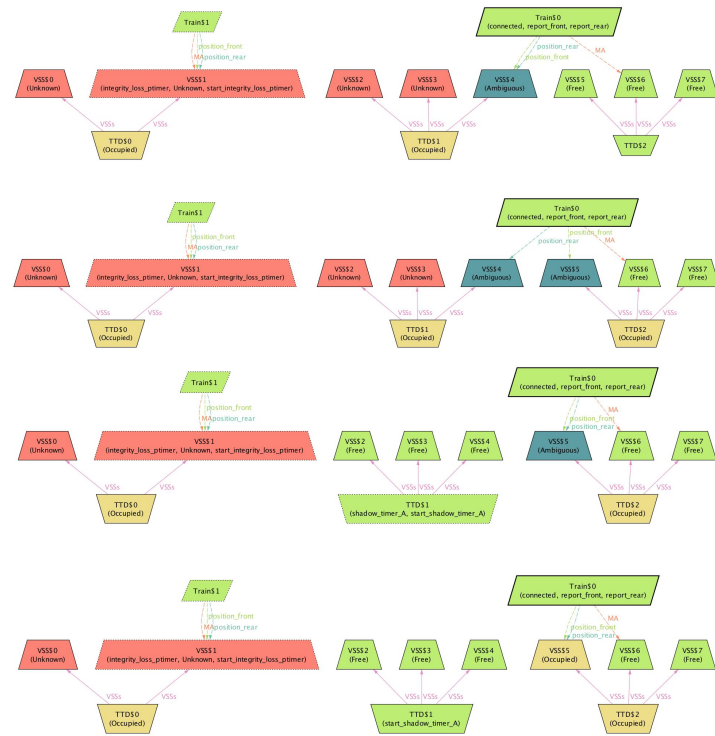 Train$1
Train$0
(connected, report_front, report_rear)
position_front
MA
position_rear
position_rear
position_front
MA
VSS$0
(Unknown)
VSS$1
(integrity_loss_ptimer, Unknown, start_integrity_loss_ptimer)
VSS$2
(Unknown)
VSS$3
(Unknown)
VSS$4
(Ambiguous)
VSS$5
(Free)
VSS$6
(Free)
VSS$7
(Free)
VSSs
VSSs
VSSs
VSSs
VSSs
VSSs
VSSs
VSSs
TTD$0
(Occupied)
TTD$1
(Occupied)
TTD$2
Train$1
Train$0
(connected, report_front, report_rear)
position_front
MA
position_rear
position_rear
position_front
MA
VSS$0
(Unknown)
VSS$1
(integrity_loss_ptimer, Unknown, start_integrity_loss_ptimer)
VSS$2
(Unknown)
VSS$3
(Unknown)
VSS$4
(Ambiguous)
VSS$5
(Ambiguous)
VSS$6
(Free)
VSS$7
(Free)
VSSs
VSSs
VSSs
VSSs
VSSs
VSSs
VSSs
VSSs
TTD$0
(Occupied)
TTD$1
(Occupied)
TTD$2
(Occupied)
Train$1
Train$0
(connected, report_front, report_rear)
position_front
MA
position_rear
MA
position_front
position_rear
VSS$0
(Unknown)
VSS$1
(integrity_loss_ptimer, Unknown, start_integrity_loss_ptimer)
VSS$2
(Free)
VSS$3
(Free)
VSS$4
(Free)
VSS$5
(Ambiguous)
VSS$6
(Free)
VSS$7
(Free)
VSSs
VSSs
VSSs
VSSs
VSSs
VSSs
VSSs
VSSs
TTD$0
(Occupied)
TTD$1
(shadow_timer_A, start_shadow_timer_A)
TTD$2
(Occupied)
Train$1
Train$0
(connected, report_front, report_rear)
position_front
MA
position_rear
MA
position_front
position_rear
VSS$0
(Unknown)
VSS$1
(integrity_loss_ptimer, Unknown, start_integrity_loss_ptimer)
VSS$2
(Free)
VSS$3
(Free)
VSS$4
(Free)
VSS$5
(Occupied)
VSS$6
(Free)
VSS$7
(Free)
VSSs
VSSs
VSSs
VSSs
VSSs
VSSs
VSSs
VSSs
TTD$0
(Occupied)
TTD$1
(start_shadow_timer_A)
TTD$2
(Occupied)